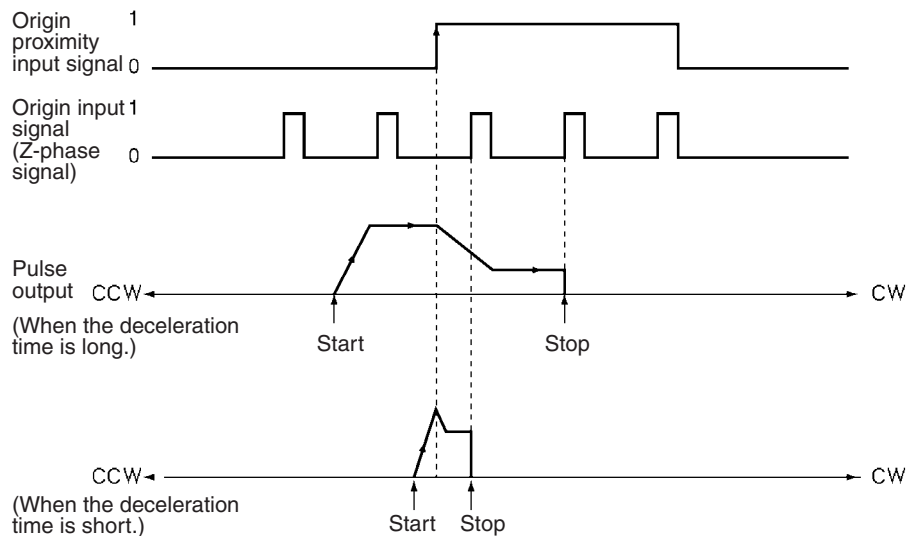 Origin 1
proximity
input signal 0
Origin input 1
signal
(Z-phase 0
signal)
Pulse
output CCW CW
(When the deceleration
time is long.)
Start Stop
CCW CW
(When the deceleration
time is short.)
Start Stop